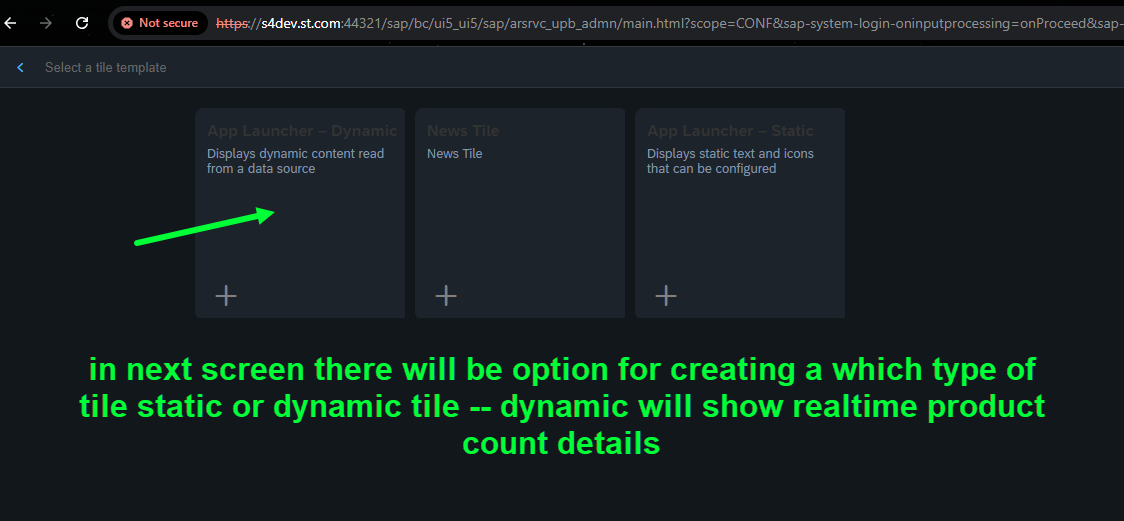 Not secure
https://s4dev.st.com:44321/sap/bc/ui5_ui5/sap/arsrvc_upb_admn/main.html?scope=CONF&sap-system-login-oninputprocessing=onProceed&sap-
Select a tile template
App Launcher – Dynamic
Displays dynamic content read
from a data source
News Tile
News Tile
App Launcher – Static
Displays static text and icons
that can be configured
in next screen there will be option for creating a which type of
tile static or dynamic tile -- dynamic will show realtime product
count details